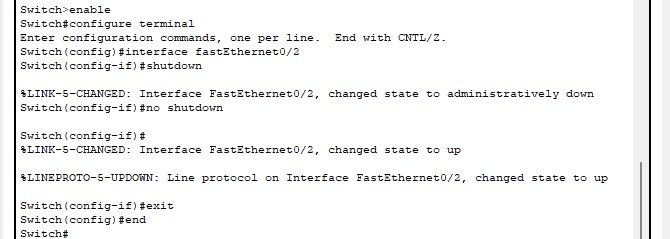 Switch>enable
Switch#configure terminal
Enter configuration commands, one per line.  End with CNTL/Z.
Switch(config)#interface fastEthernet0/2
Switch(config-if)#shutdown
%LINK-5-CHANGED: Interface FastEthernet0/2, changed state to administratively down
Switch(config-if)#no shutdown
Switch(config-if)#
%LINK-5-CHANGED: Interface FastEthernet0/2, changed state to up
%LINEPROTO-5-UPDOWN: Line protocol on Interface FastEthernet0/2, changed state to up
Switch(config-if)#exit
Switch(config)#end
Switch#